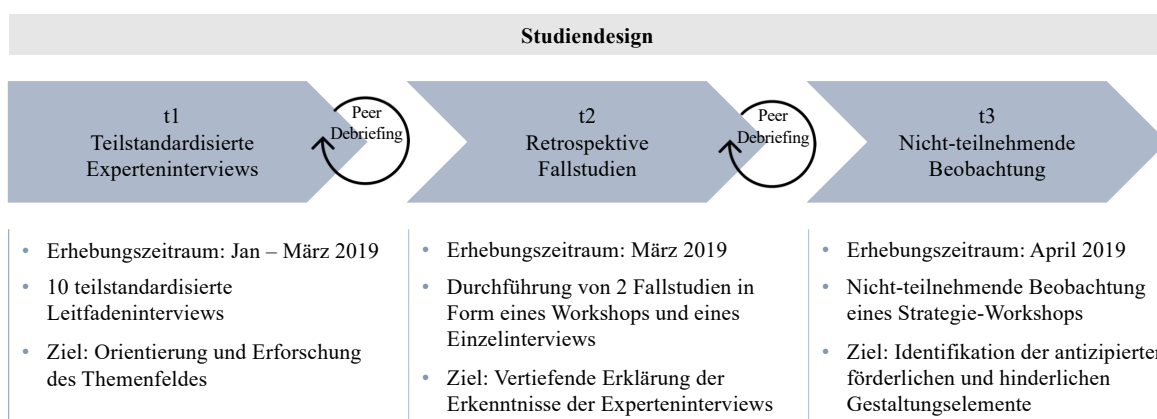 Studiendesign
t1
Teilstandardisierte
Experteninterviews
Peer
Debriefing
t2
Retrospektive
Fallstudien
Peer
Debriefing
t3
Nicht-teilnehmende
Beobachtung
• Erhebungszeitraum: Jan – März 2019
• 10 teilstandardisierte
Leitfadeninterviews
• Ziel: Orientierung und Erforschung
des Themenfeldes
• Erhebungszeitraum: März 2019
• Durchführung von 2 Fallstudien in
Form eines Workshops und eines
Einzelinterviews
• Ziel: Vertiefende Erklärung der
Erkenntnisse der Experteninterviews
• Erhebungszeitraum: April 2019
• Nicht-teilnehmende Beobachtung
eines Strategie-Workshops
• Ziel: Identifikation der antizipierten
förderlichen und hinderlichen
Gestaltungselemente